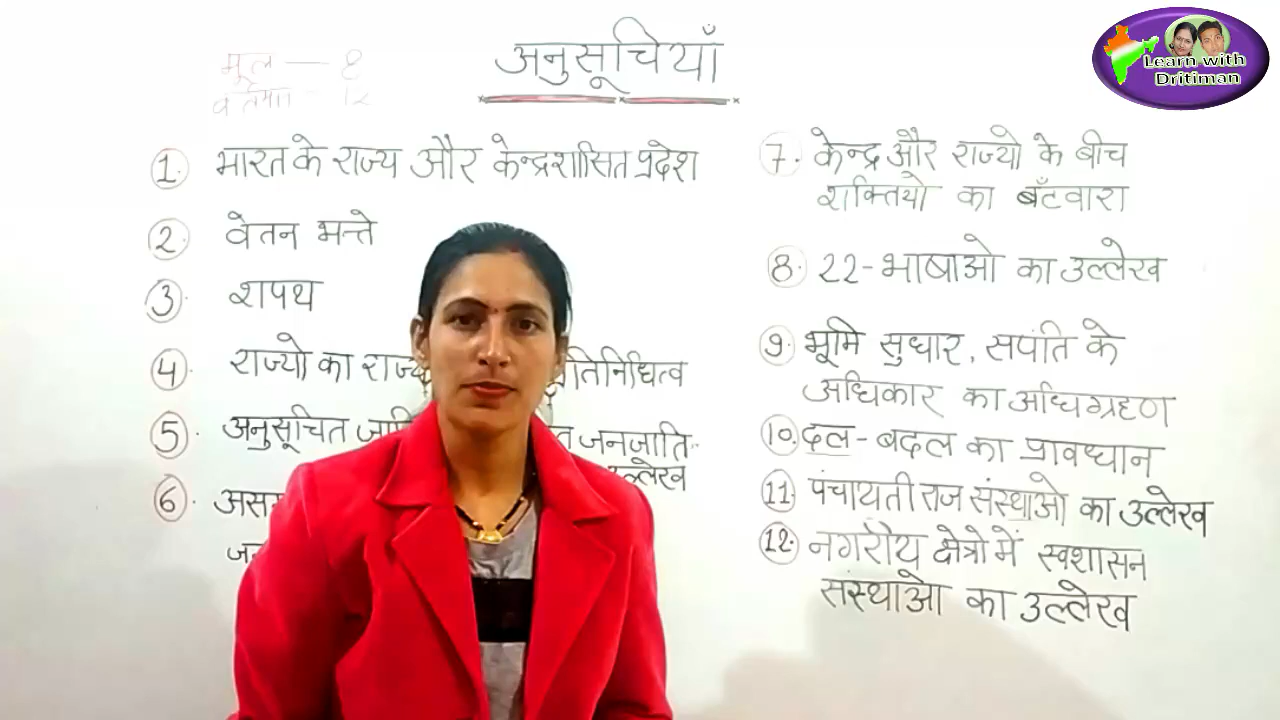 अनुसूचियाँ
मूल — 8
वर्तमान - 12
Learn with
Dritiman
1. भारत के राज्य और केन्द्रशासित प्रदेश
2. वेतन भत्ते
3. शपथ
4. राज्यो का
5. अनुसूचित जनजाति
उल्लेख
6.
7. केन्द्र और राज्यो के बीच
शक्तियो का बँटवारा
8. 22-भाषाओ का उल्लेख
9. भूमि सुधार, सपंति के
अधिकार का अधिग्रहण
10. दल-बदल का प्रावधान
11. पंचायती राज संस्थाओ का उल्लेख
12. नगरीय क्षेत्रो में स्वशासन
संस्थाओ का उल्लेख